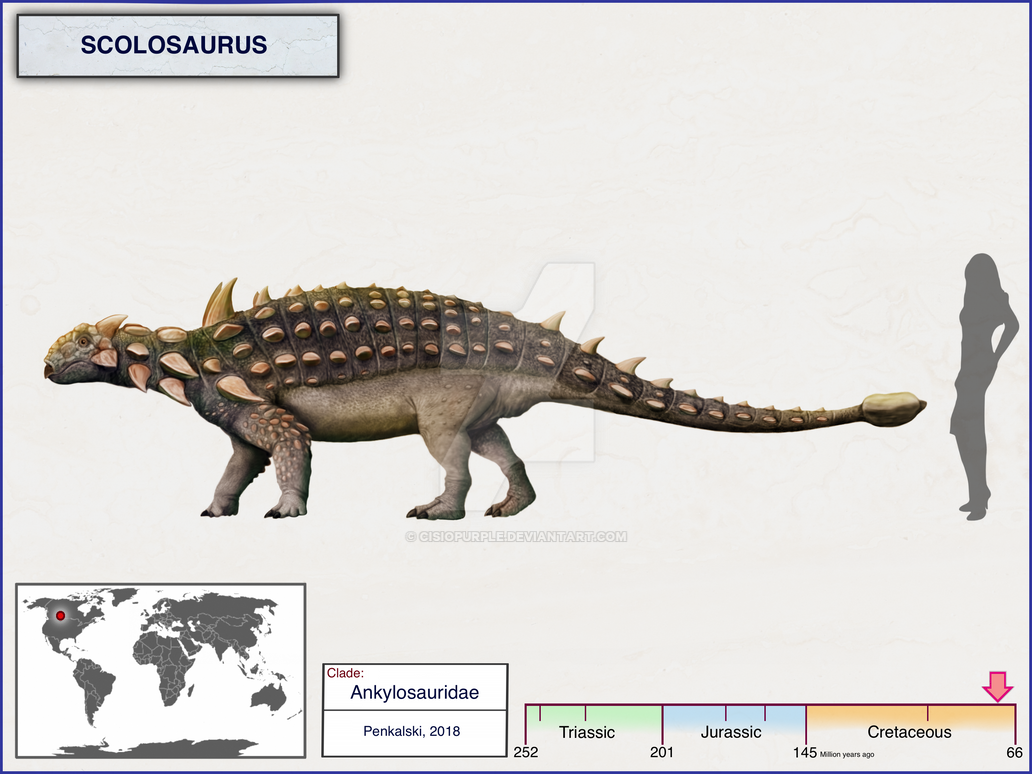 SCOLOSAURUS
© CISIOPURPLE.DEVIANTART.COM
Clade:
Ankylosauridae
Penkalski, 2018
Triassic Jurassic Cretaceous
252 201 145 Million years ago 66